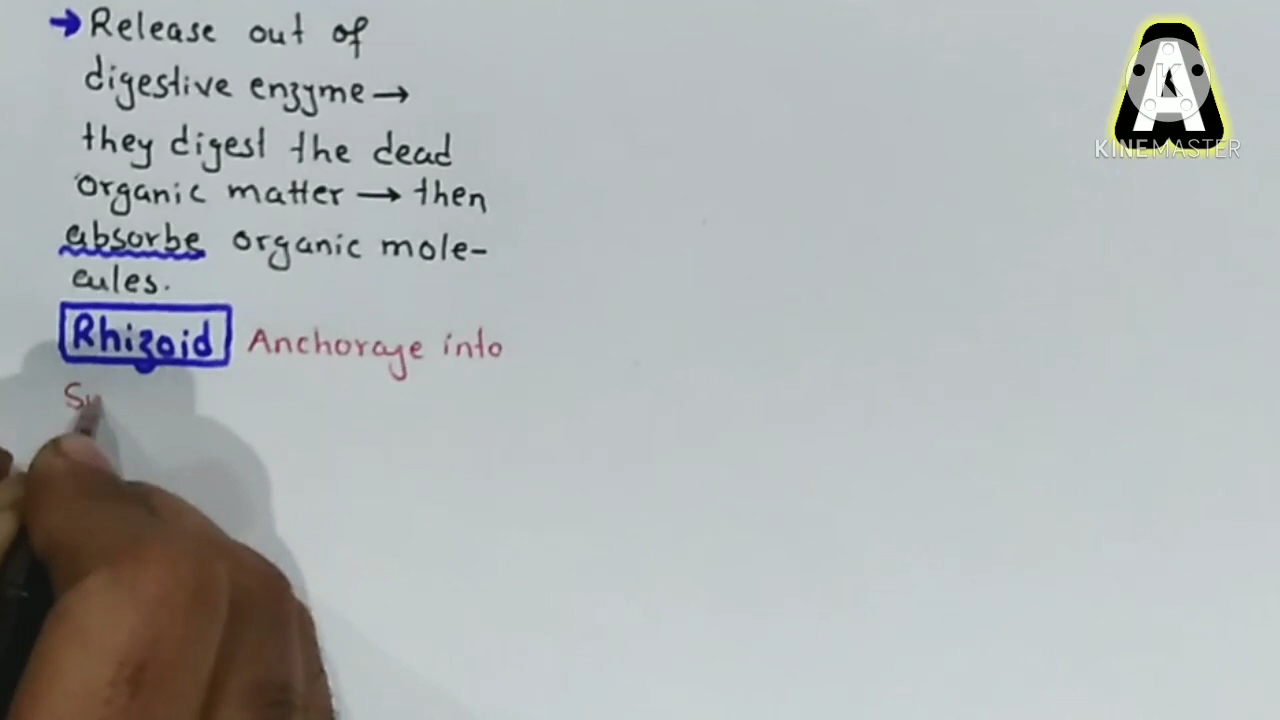 → Release out of
digestive enzyme →
they digest the dead
organic matter → then
absorbe organic mole-
cules.
Rhizoid Anchorage into
Su
A
K
KINEMASTER